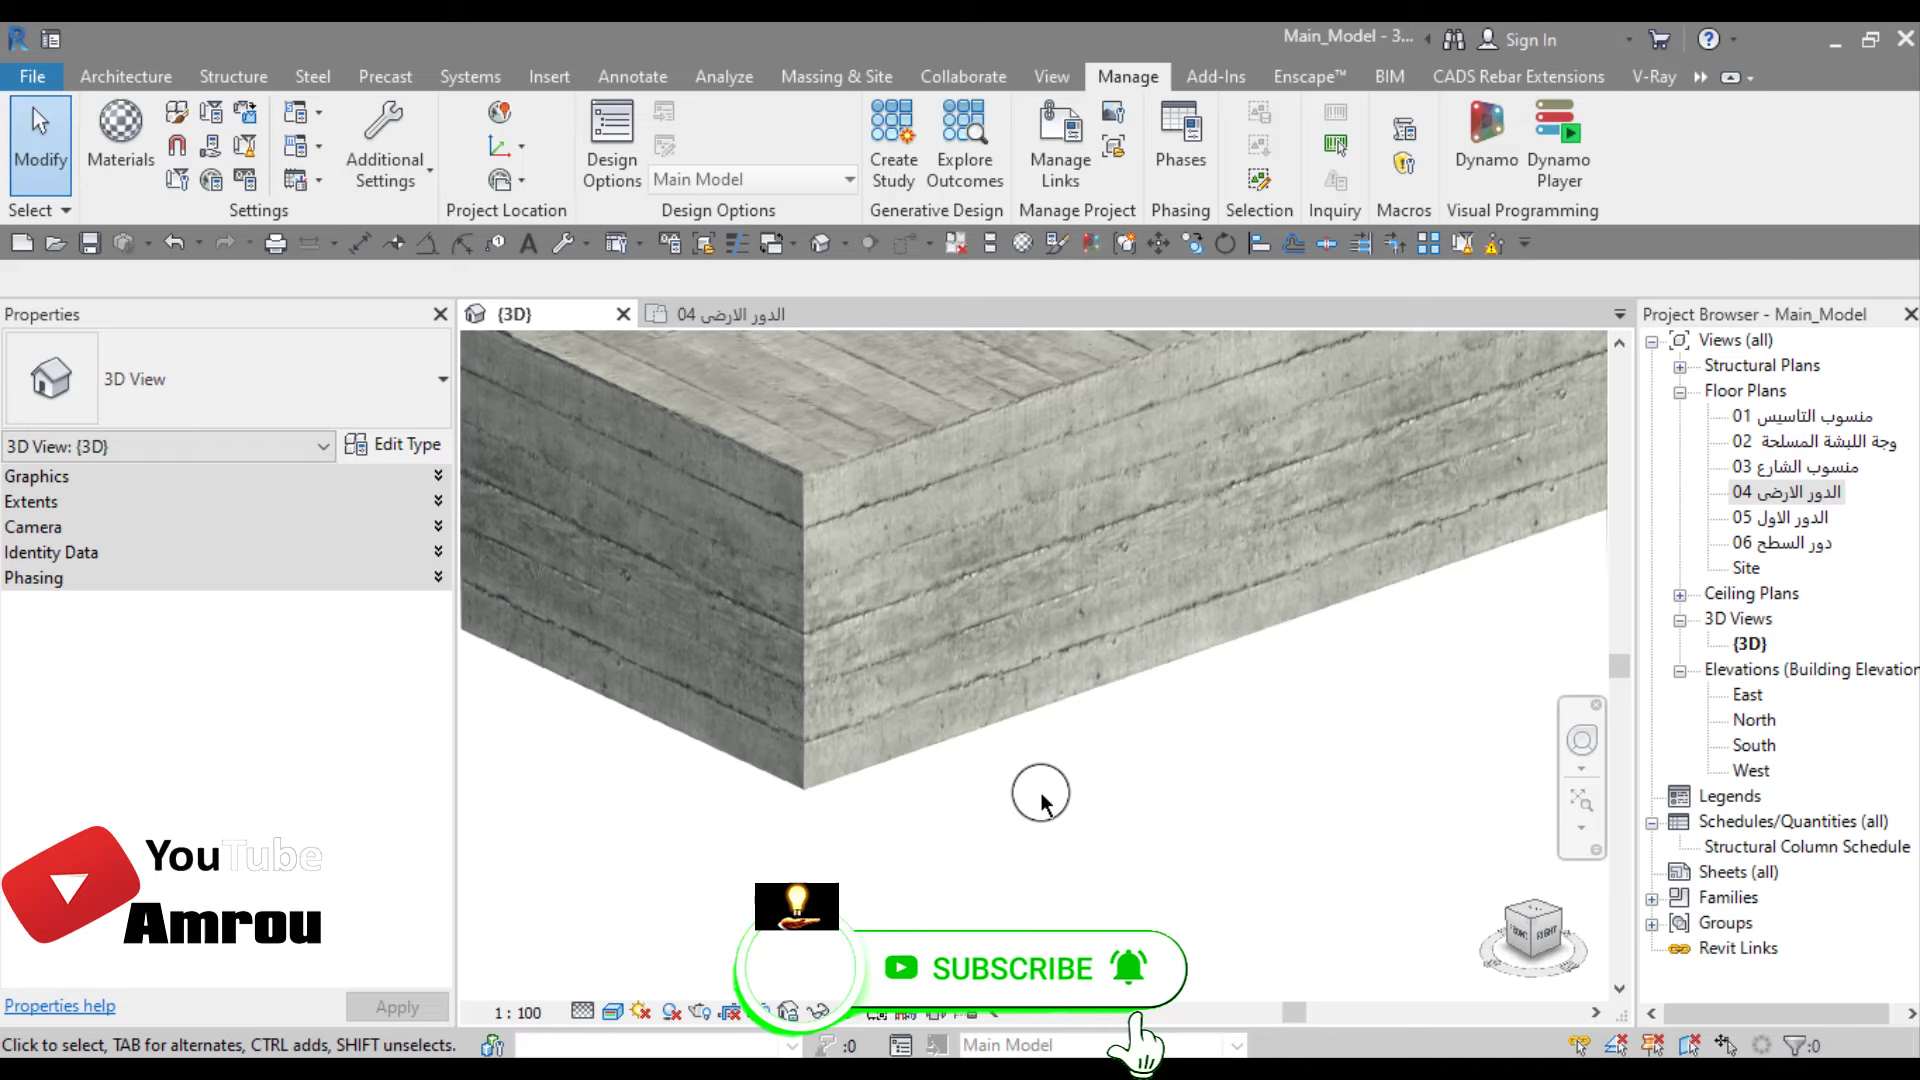 Main_Model - 3...
Sign In
File Architecture Structure Steel Precast Systems Insert Annotate Analyze Massing & Site Collaborate View Manage Add-Ins Enscape™ BIM CADS Rebar Extensions V-Ray
Modify
Materials
Additional Settings
Design Options
Main Model
Create Study
Explore Outcomes
Manage Links
Phases
Dynamo
Dynamo Player
Select Settings Project Location Design Options Generative Design Manage Project Phasing Selection Inquiry Macros Visual Programming
Properties
{3D}
04 الدور الارضى
Project Browser - Main_Model
3D View
3D View: {3D}
Edit Type
Graphics
Extents
Camera
Identity Data
Phasing
Views (all)
Structural Plans
Floor Plans
01 منسوب التاسيس
02 وجة اللبشة المسلحة
03 منسوب الشارع
04 الدور الارضى
05 الدور الاول
06 دور السطح
Site
Ceiling Plans
3D Views
{3D}
Elevations (Building Elevation
East
North
South
West
Legends
Schedules/Quantities (all)
Structural Column Schedule
Sheets (all)
Families
Groups
Revit Links
FRONT RIGHT
YouTube
Amrou
SUBSCRIBE
Properties help
Apply
1 : 100
Click to select, TAB for alternates, CTRL adds, SHIFT unselects.
:0
Main Model
:0